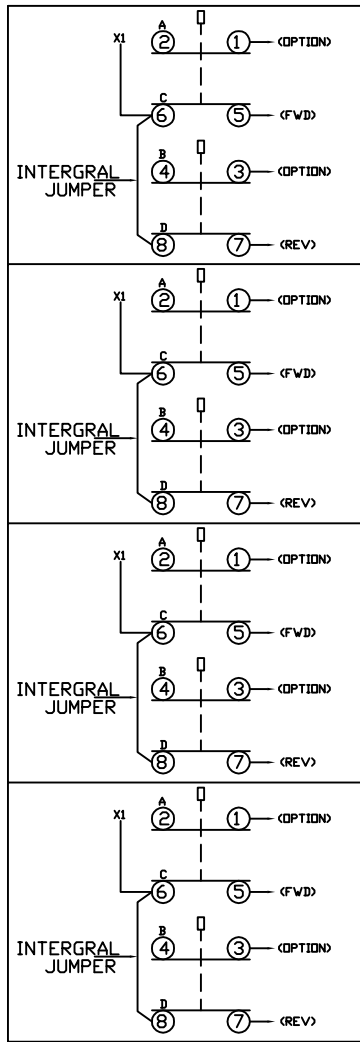 A
X1 2 1 (OPTION)
C
6 5 (FWD)
B
INTERGRAL 4 3 (OPTION)
JUMPER
D
8 7 (REV)
A
X1 2 1 (OPTION)
C
6 5 (FWD)
B
INTERGRAL 4 3 (OPTION)
JUMPER
D
8 7 (REV)
A
X1 2 1 (OPTION)
C
6 5 (FWD)
B
INTERGRAL 4 3 (OPTION)
JUMPER
D
8 7 (REV)
A
X1 2 1 (OPTION)
C
6 5 (FWD)
B
INTERGRAL 4 3 (OPTION)
JUMPER
D
8 7 (REV)